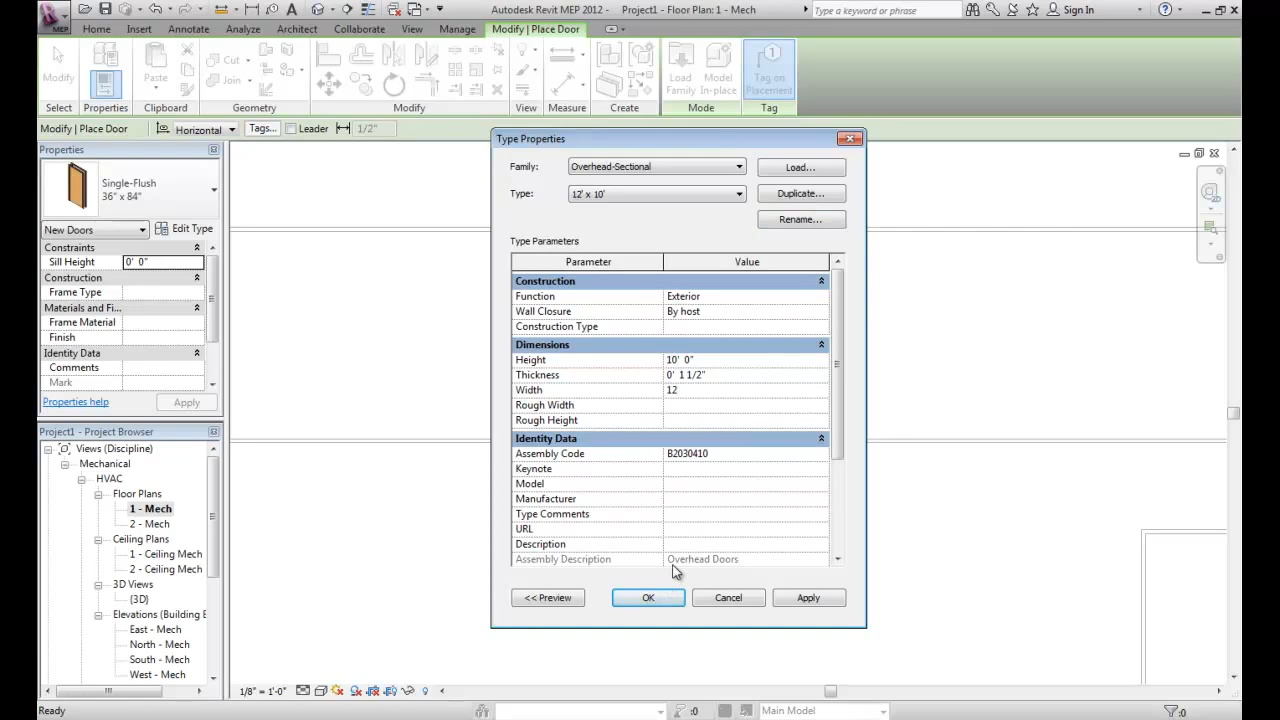 MEP
Autodesk Revit MEP 2012 - Project1 - Floor Plan: 1 - Mech
Type a keyword or phrase
Sign In
Home Insert Annotate Analyze Architect Collaborate View Manage Modify | Place Door
Modify
Paste
Cut
Join
Load Family
Model In-place
Tag on Placement
Select Properties Clipboard Geometry Modify View Measure Create Mode Tag
Modify | Place Door Horizontal Tags... Leader 1/2"
Properties
Single-Flush
36" x 84"
New Doors Edit Type
Constraints
Sill Height 0' 0"
Construction
Frame Type
Materials and Fi...
Frame Material
Finish
Identity Data
Comments
Mark
Properties help Apply
Project1 - Project Browser
Views (Discipline)
Mechanical
HVAC
Floor Plans
1 - Mech
2 - Mech
Ceiling Plans
1 - Ceiling Mech
2 - Ceiling Mech
3D Views
{3D}
Elevations (Building E
East - Mech
North - Mech
South - Mech
West - Mech
Type Properties
Family: Overhead-Sectional Load...
Type: 12' x 10' Duplicate...
Rename...
Type Parameters
Parameter Value
Construction
Function Exterior
Wall Closure By host
Construction Type
Dimensions
Height 10' 0"
Thickness 0' 1 1/2"
Width 12
Rough Width
Rough Height
Identity Data
Assembly Code B2030410
Keynote
Model
Manufacturer
Type Comments
URL
Description
Assembly Description Overhead Doors
<< Preview OK Cancel Apply
1/8" = 1'-0"
Ready :0 Main Model :0